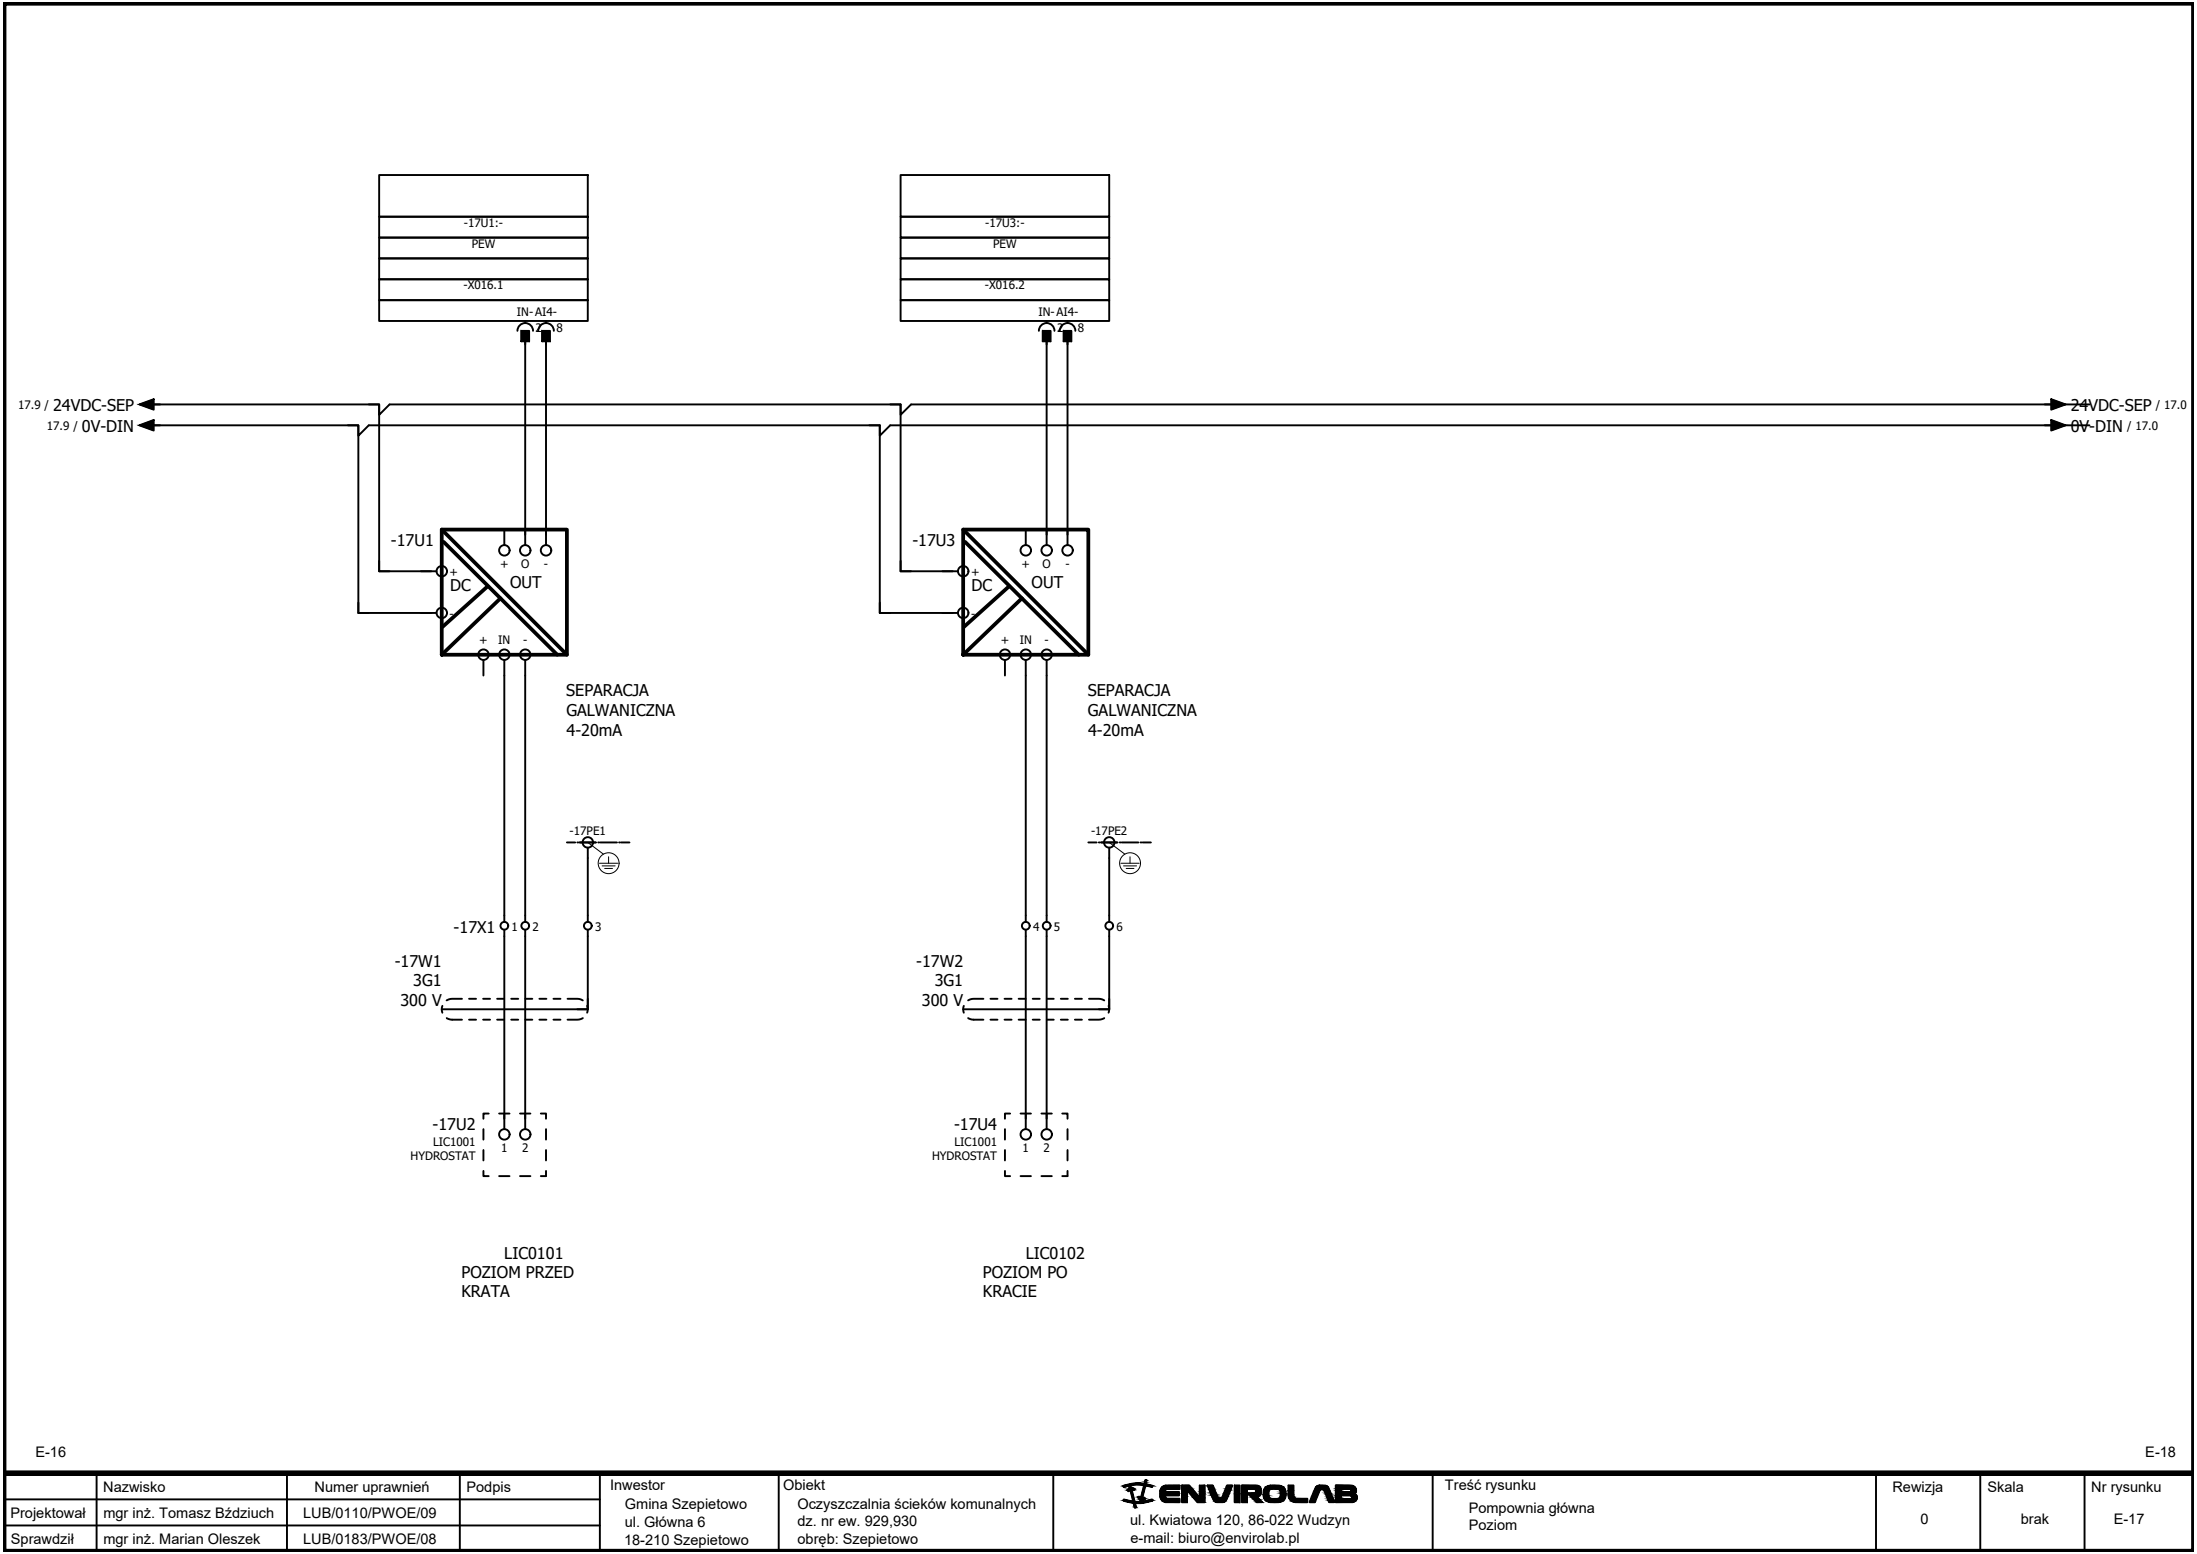 -17U1:-
PEW
-X016.1
IN- AI4-
2 8
-17U3:-
PEW
-X016.2
IN- AI4-
2 8
17.9 / 24VDC-SEP
17.9 / 0V-DIN
24VDC-SEP / 17.0
0V-DIN / 17.0
-17U1
+ O -
OUT
+
DC
-
+ IN -
SEPARACJA
GALWANICZNA
4-20mA
-17U3
+ O -
OUT
+
DC
-
+ IN -
SEPARACJA
GALWANICZNA
4-20mA
-17PE1
-17X1 1 2 3
-17W1
3G1
300 V
-17PE2
4 5 6
-17W2
3G1
300 V
-17U2
LIC1001
HYDROSTAT
1 2
-17U4
LIC1001
HYDROSTAT
1 2
LIC0101
POZIOM PRZED
KRATA
LIC0102
POZIOM PO
KRACIE
E-16
E-18
Nazwisko
Numer uprawnień
Podpis
Projektował
mgr inż. Tomasz Bździuch
LUB/0110/PWOE/09
Sprawdził
mgr inż. Marian Oleszek
LUB/0183/PWOE/08
Inwestor
Gmina Szepietowo
ul. Główna 6
18-210 Szepietowo
Obiekt
Oczyszczalnia ścieków komunalnych
dz. nr ew. 929,930
obręb: Szepietowo
ENVIROLAB
ul. Kwiatowa 120, 86-022 Wudzyn
e-mail: biuro@envirolab.pl
Treść rysunku
Pompownia główna
Poziom
Rewizja
0
Skala
brak
Nr rysunku
E-17